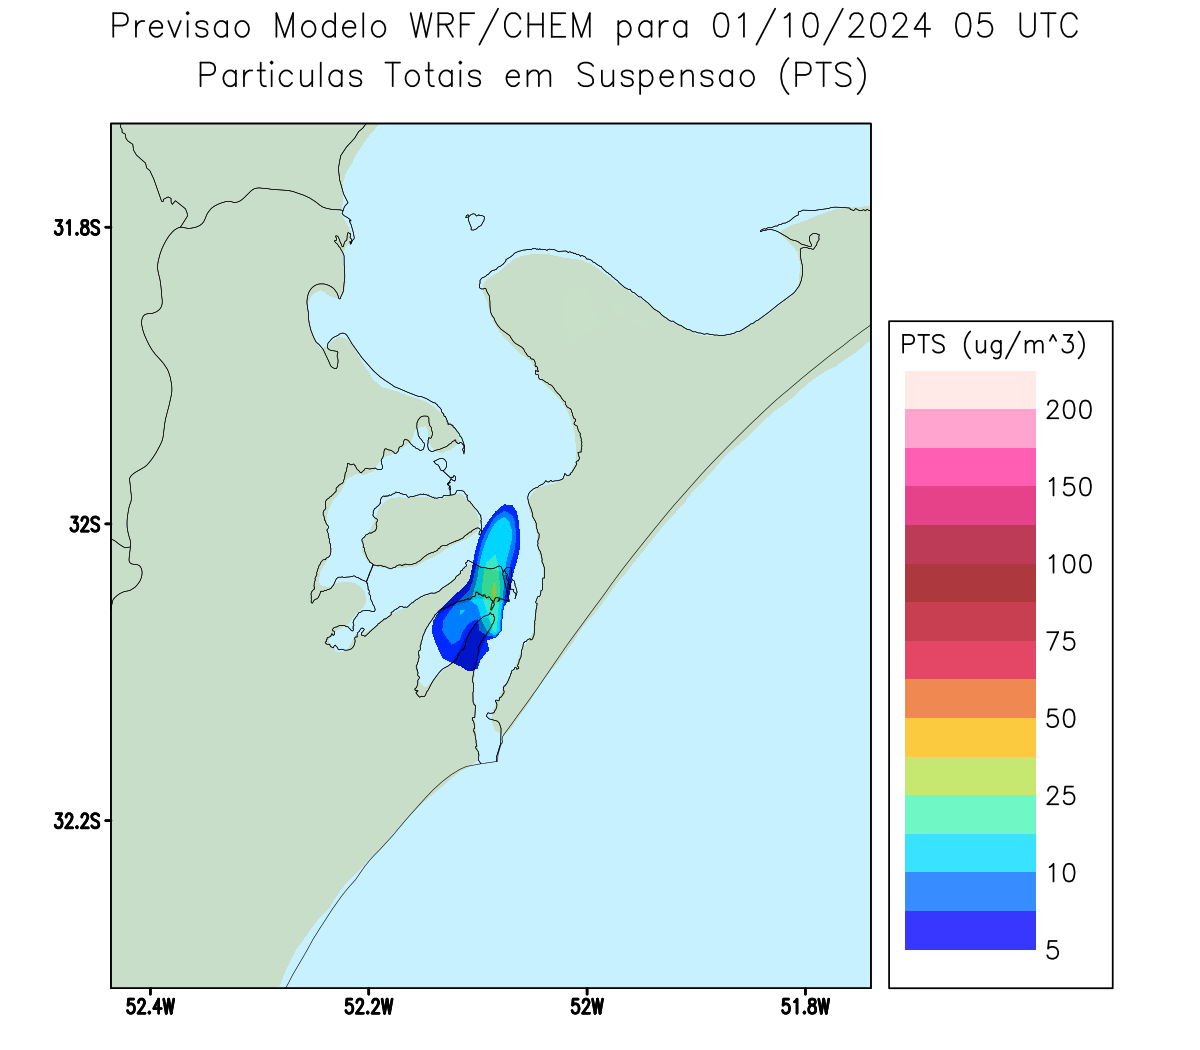 Previsao Modelo WRF/CHEM para 01/10/2024 05 UTC
Particulas Totais em Suspensao (PTS)
31.8S
32S
32.2S
52.4W 52.2W 52W 51.8W
PTS (ug/m^3)
200
150
100
75
50
25
10
5